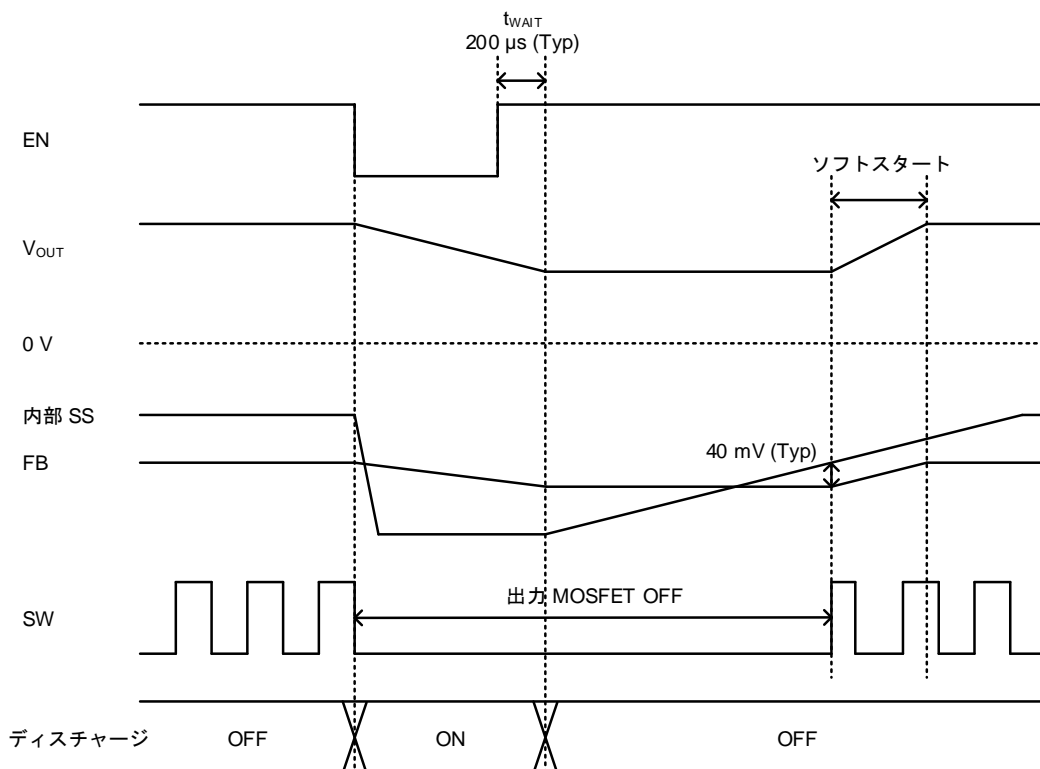 tWAIT
200 µs (Typ)
EN
ソフトスタート
VOUT
0 V
内部 SS
40 mV (Typ)
FB
出力 MOSFET OFF
SW
ディスチャージ
OFF
ON
OFF